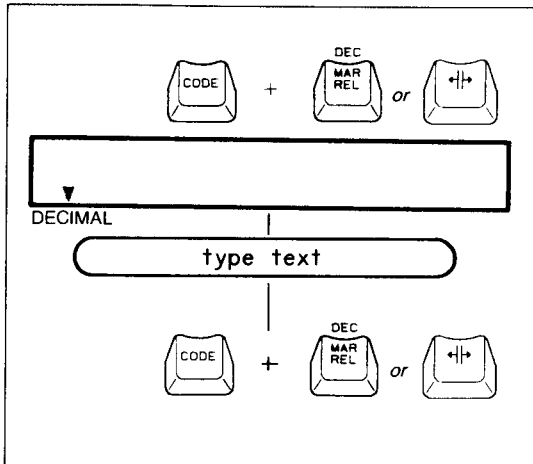 DEC
CODE + MAR REL or
DECIMAL
type text
DEC
CODE + MAR REL or